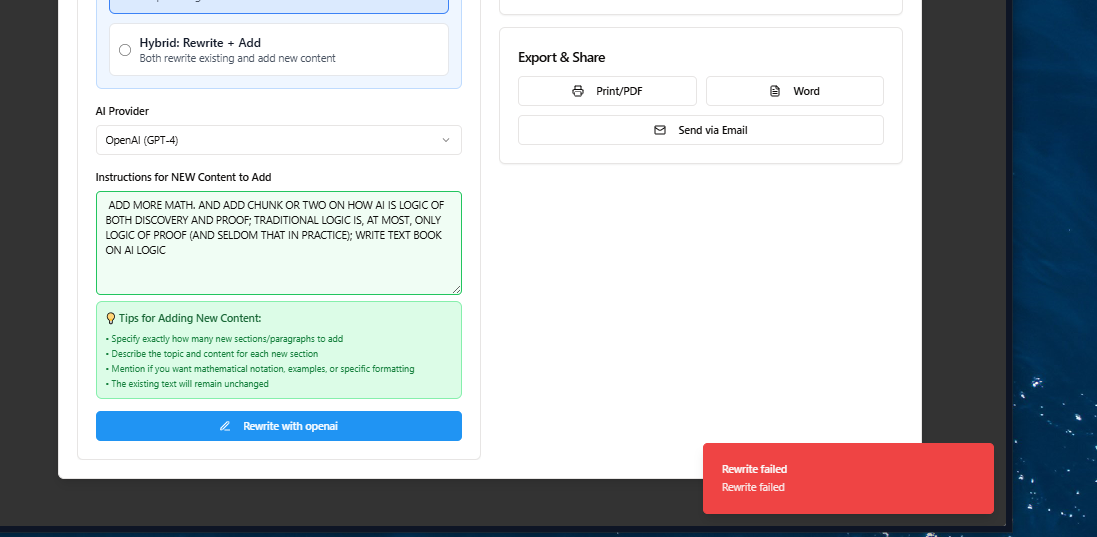 Hybrid: Rewrite + Add
Both rewrite existing and add new content
AI Provider
OpenAI (GPT-4)
Instructions for NEW Content to Add
ADD MORE MATH. AND ADD CHUNK OR TWO ON HOW AI IS LOGIC OF
BOTH DISCOVERY AND PROOF; TRADITIONAL LOGIC IS, AT MOST, ONLY
LOGIC OF PROOF (AND SELDOM THAT IN PRACTICE); WRITE TEXT BOOK
ON AI LOGIC
Tips for Adding New Content:
• Specify exactly how many new sections/paragraphs to add
• Describe the topic and content for each new section
• Mention if you want mathematical notation, examples, or specific formatting
• The existing text will remain unchanged
Rewrite with openai
Export & Share
Print/PDF
Word
Send via Email
Rewrite failed
Rewrite failed